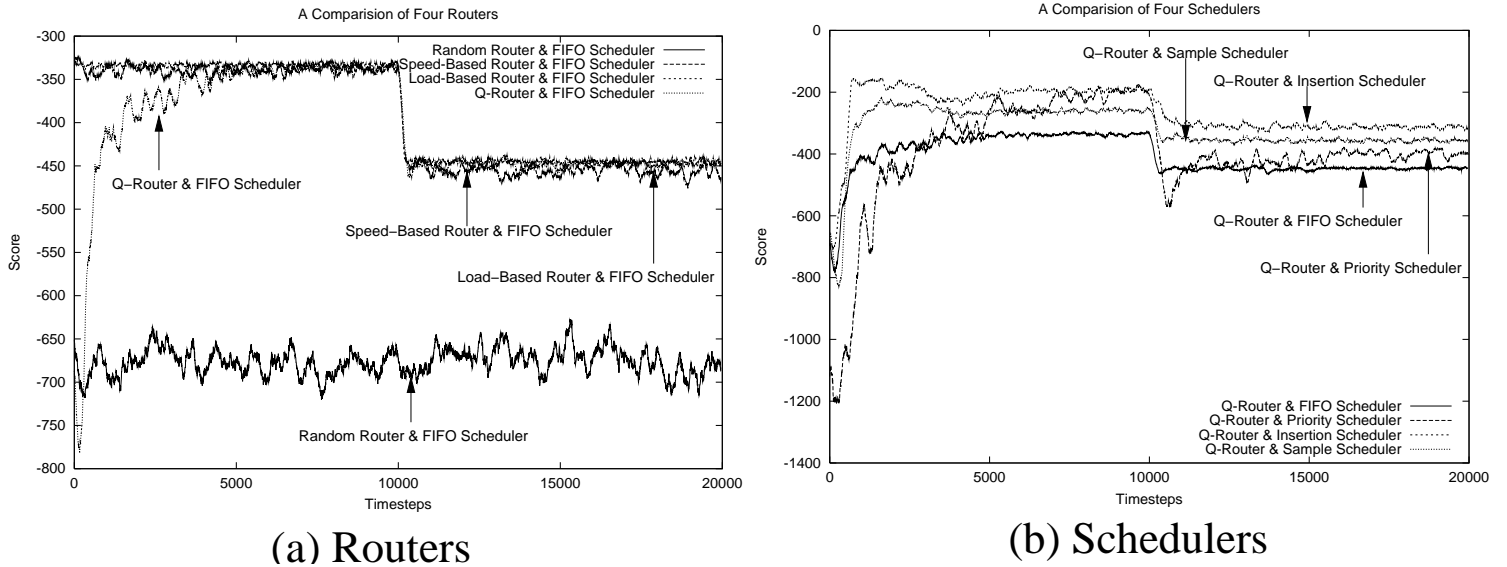 A Comparision of Four Routers
-300
-350
-400
-450
-500
-550
-600
-650
-700
-750
-800
Score
0
5000
10000
15000
20000
Timesteps
Random Router & FIFO Scheduler
Speed-Based Router & FIFO Scheduler
Load-Based Router & FIFO Scheduler
Q-Router & FIFO Scheduler
Q−Router & FIFO Scheduler
Speed−Based Router & FIFO Scheduler
Load−Based Router & FIFO Scheduler
Random Router & FIFO Scheduler
(a) Routers
A Comparision of Four Schedulers
0
-200
-400
-600
-800
-1000
-1200
-1400
Score
0
5000
10000
15000
20000
Timesteps
Q−Router & Sample Scheduler
Q−Router & Insertion Scheduler
Q−Router & FIFO Scheduler
Q−Router & Priority Scheduler
Q-Router & FIFO Scheduler
Q-Router & Priority Scheduler
Q-Router & Insertion Scheduler
Q-Router & Sample Scheduler
(b) Schedulers